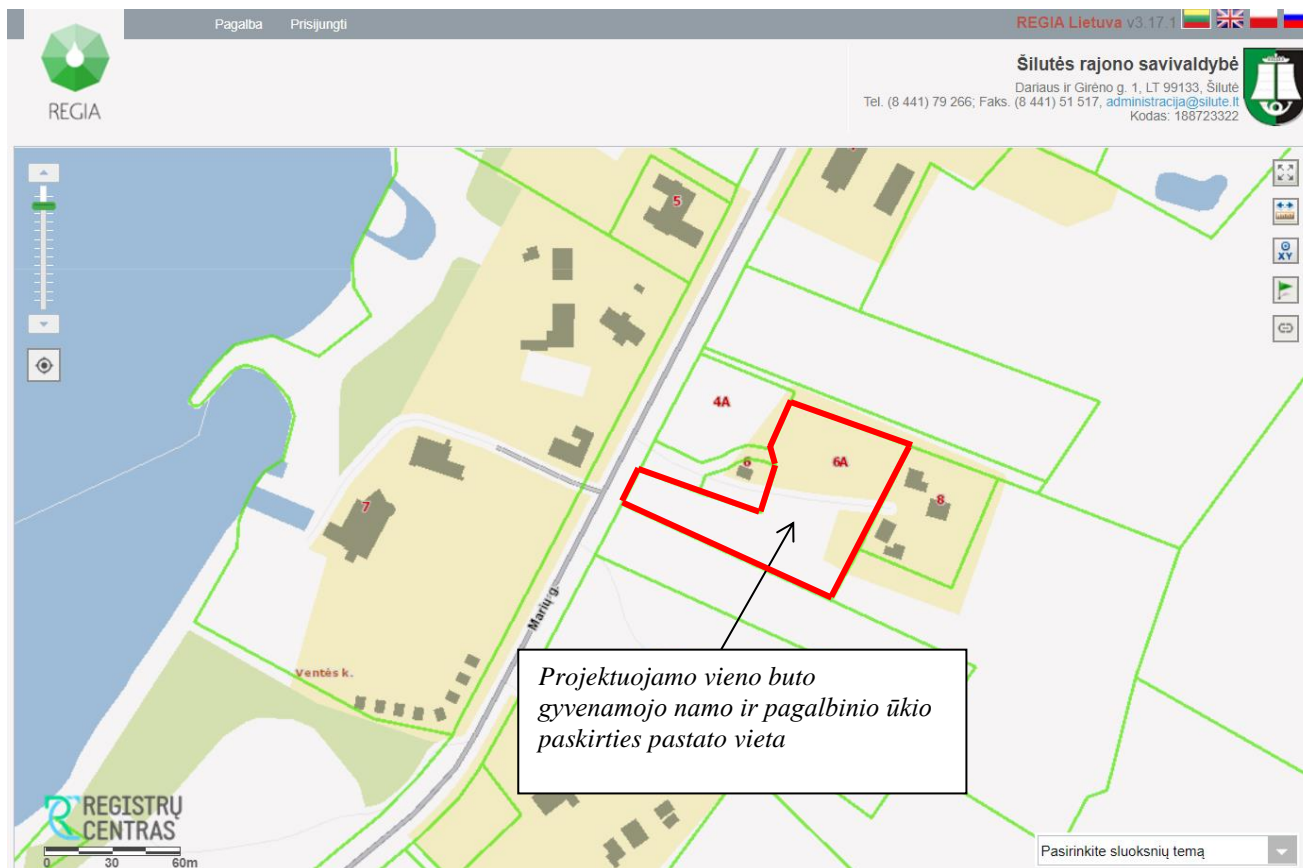 Pagalba Prisijungti
REGIA Lietuva v3.17.1
REGIA
Šilutės rajono savivaldybė
Dariaus ir Girėno g. 1, LT 99133, Šilutė
Tel. (8 441) 79 266; Faks. (8 441) 51 517, administracija@silute.lt
Kodas: 188723322
5
4A
6
6A
8
7
Marių g.
Ventės k.
Projektuojamo vieno buto
gyvenamojo namo ir pagalbinio ūkio
paskirties pastato vieta
XY
REGISTRŲ
CENTRAS
0 30 60m
Pasirinkite sluoksnių temą